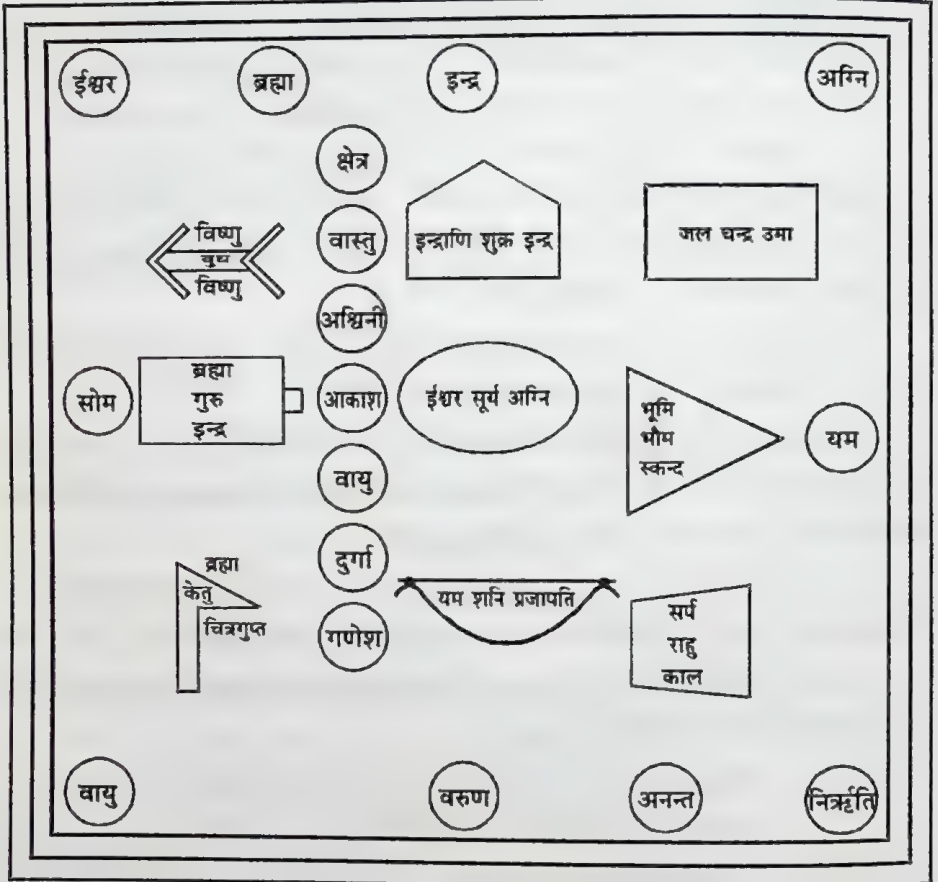 ईश्वर
ब्रह्मा
इन्द्र
अग्नि
क्षेत्र
विष्णु
बुध
विष्णु
वास्तु
इन्द्राणि शुक्र इन्द्र
जल चन्द्र उमा
अश्विनी
सोम
ब्रह्मा
गुरु
इन्द्र
आकाश
ईश्वर सूर्य अग्नि
भूमि
भौम
स्कन्द
यम
वायु
दुर्गा
ब्रह्मा
केतु
चित्रगुप्त
गणेश
यम शनि प्रजापति
सर्प
राहु
काल
वायु
वरुण
अनन्त
निर्ऋति